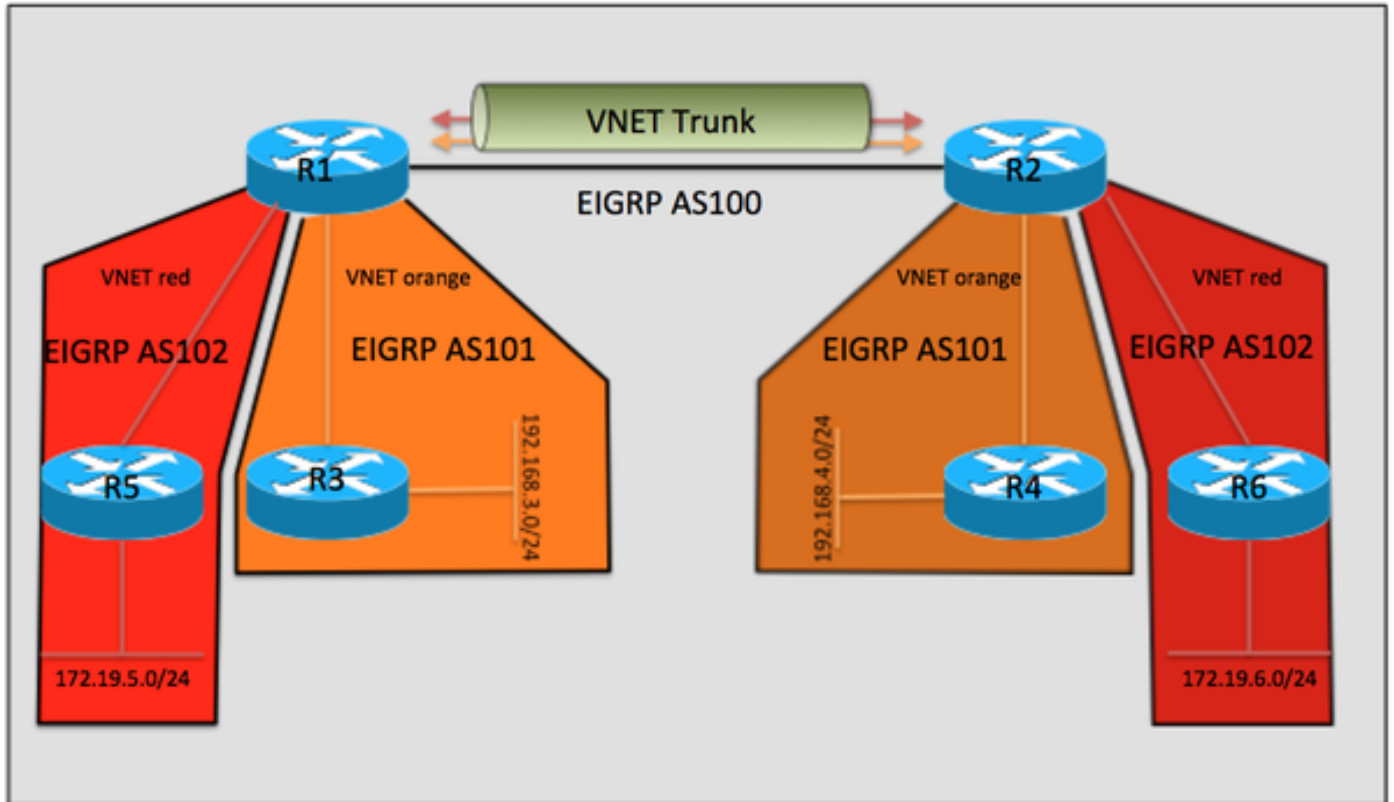 VNET Trunk
R1
R2
EIGRP AS100
VNET red
VNET orange
VNET orange
VNET red
EIGRP AS102
EIGRP AS101
EIGRP AS101
EIGRP AS102
192.168.3.0/24
192.168.4.0/24
R5
R3
R4
R6
172.19.5.0/24
172.19.6.0/24